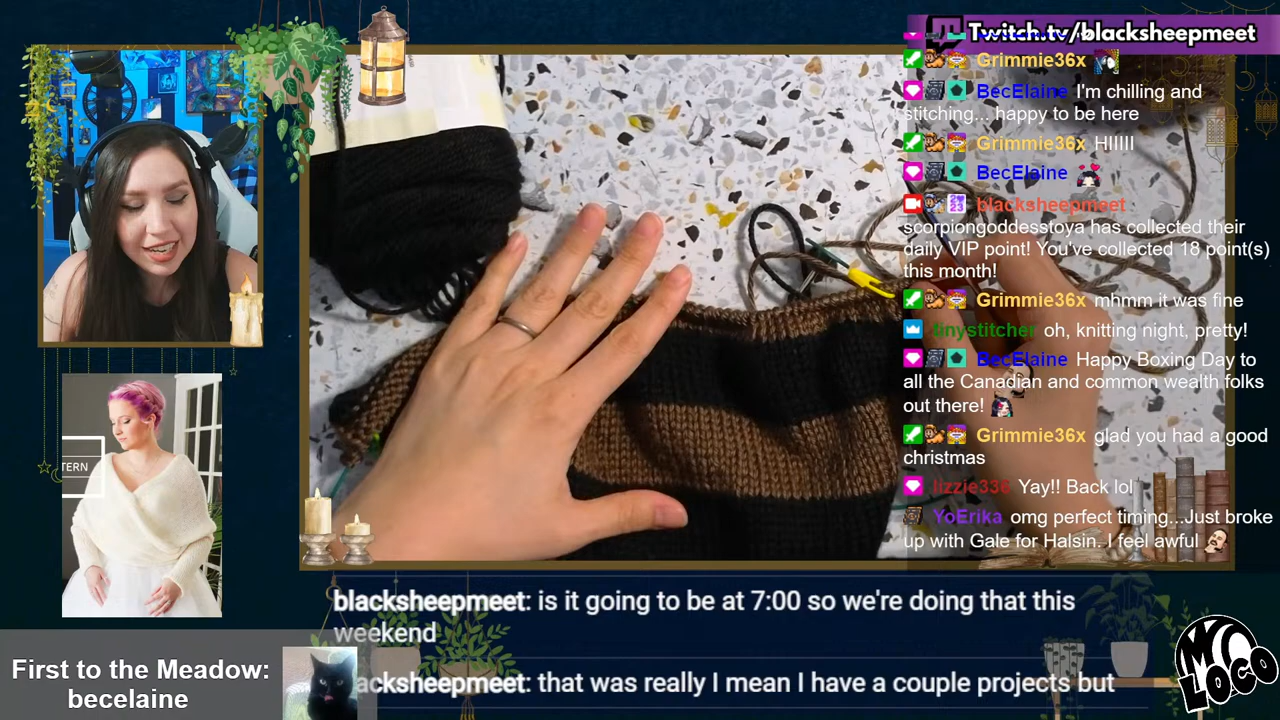 Twitch.tv/blacksheepmeet
Grimmie36x
BecElaine I'm chilling and
stitching... happy to be here
Grimmie36x HIIIII
BecElaine
blacksheepmeet
scorpiongoddesstoya has collected their
daily VIP point! You've collected 18 point(s)
this month!
Grimmie36x mhmm it was fine
tinystitcher oh, knitting night, pretty!
BecElaine Happy Boxing Day to
all the Canadian and common wealth folks
out there!
Grimmie36x glad you had a good
christmas
lizzie336 Yay!! Back lol
YoErika omg perfect timing...Just broke
up with Gale for Halsin. I feel awful
TERN
blacksheepmeet: is it going to be at 7:00 so we're doing that this
weekend
acksheepmeet: that was really I mean I have a couple projects but
First to the Meadow:
becelaine
MC
LOCO